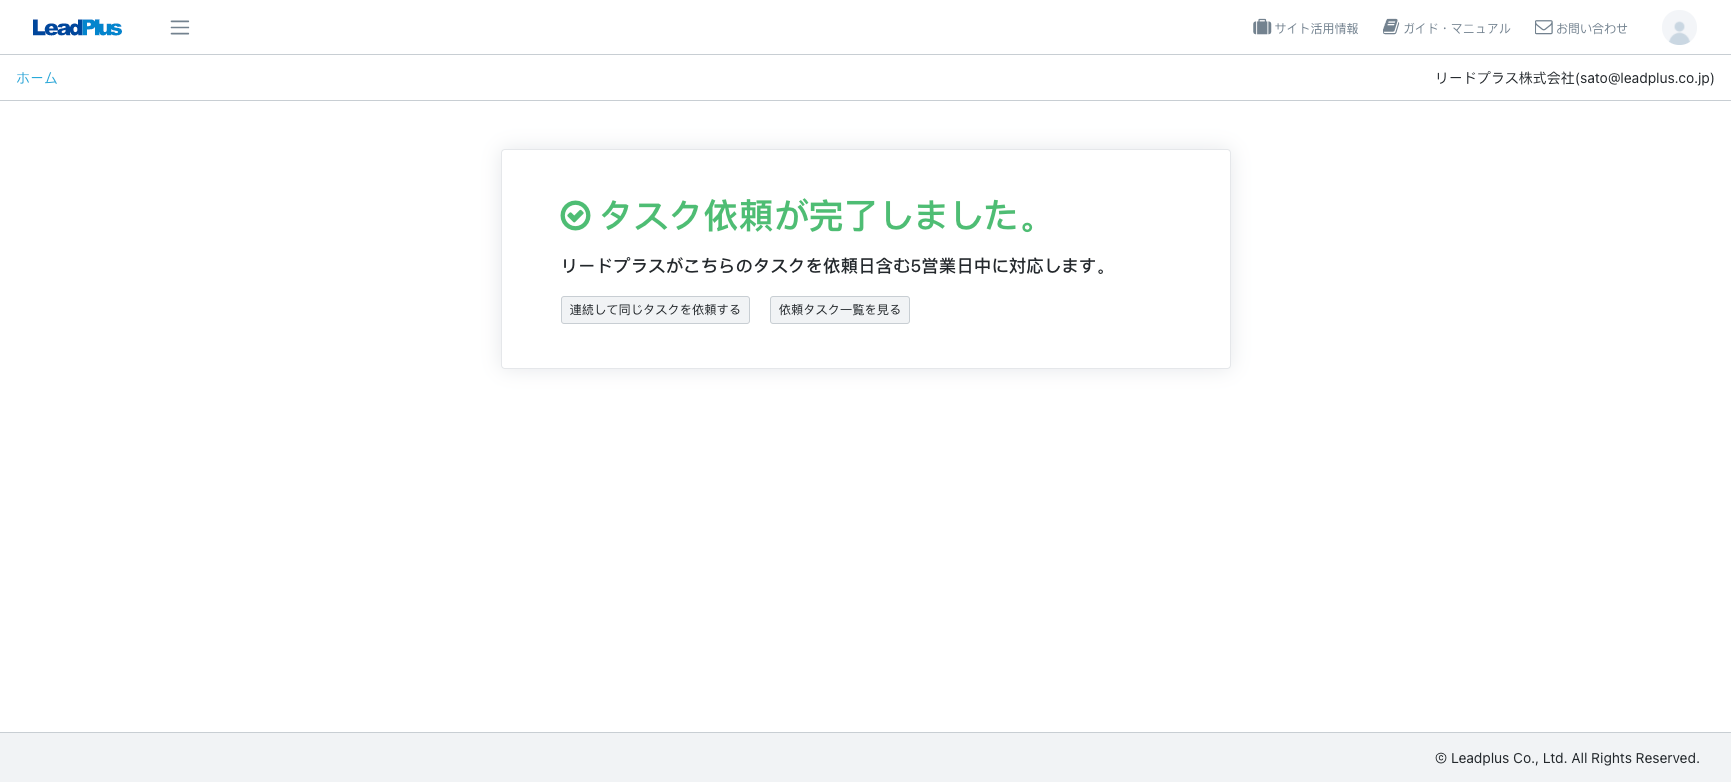 LeadPlus
サイト活用情報
ガイド・マニュアル
お問い合わせ
ホーム
リードプラス株式会社(sato@leadplus.co.jp)
タスク依頼が完了しました。
リードプラスがこちらのタスクを依頼日含む5営業日中に対応します。
連続して同じタスクを依頼する
依頼タスク一覧を見る
© Leadplus Co., Ltd. All Rights Reserved.